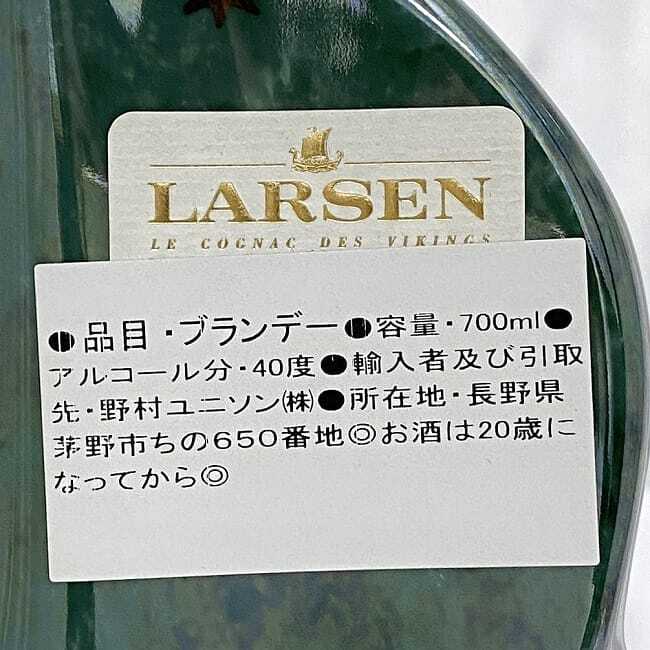 LARSEN
LE COGNAC DES VIKINGS
●品目・ブランデー●容量・700ml●
アルコール分・40度●輸入者及び引取
先・野村ユニソン㈱●所在地・長野県
茅野市ちの650番地◎お酒は20歳に
なってから◎